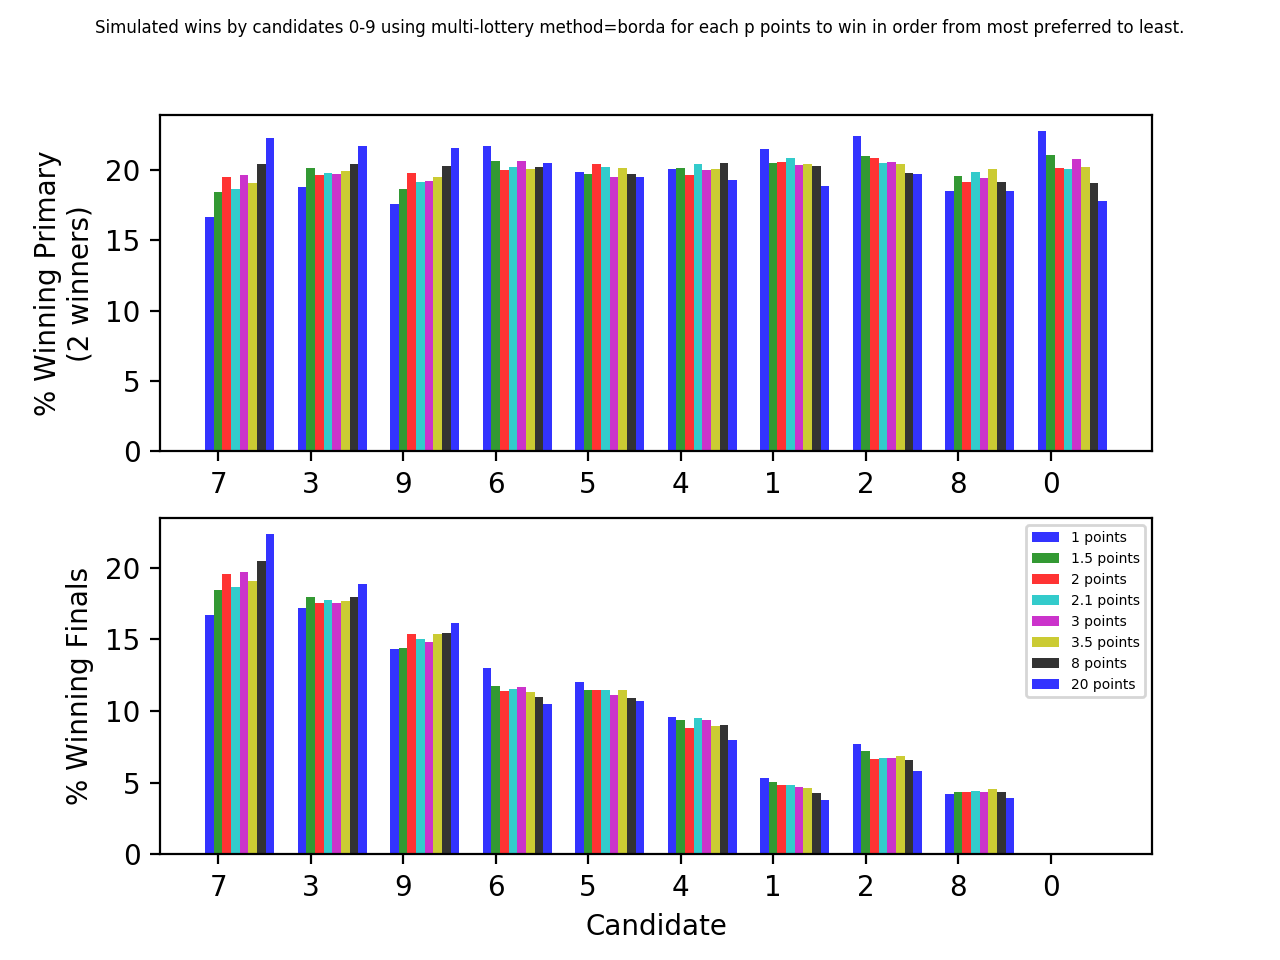 Simulated wins by candidates 0-9 using multi-lottery method=borda for each p points to win in order from most preferred to least.
% Winning Primary
(2 winners)
20
15
10
5
0
7 3 9 6 5 4 1 2 8 0
% Winning Finals
20
15
10
5
0
1 points
1.5 points
2 points
2.1 points
3 points
3.5 points
8 points
20 points
7 3 9 6 5 4 1 2 8 0
Candidate